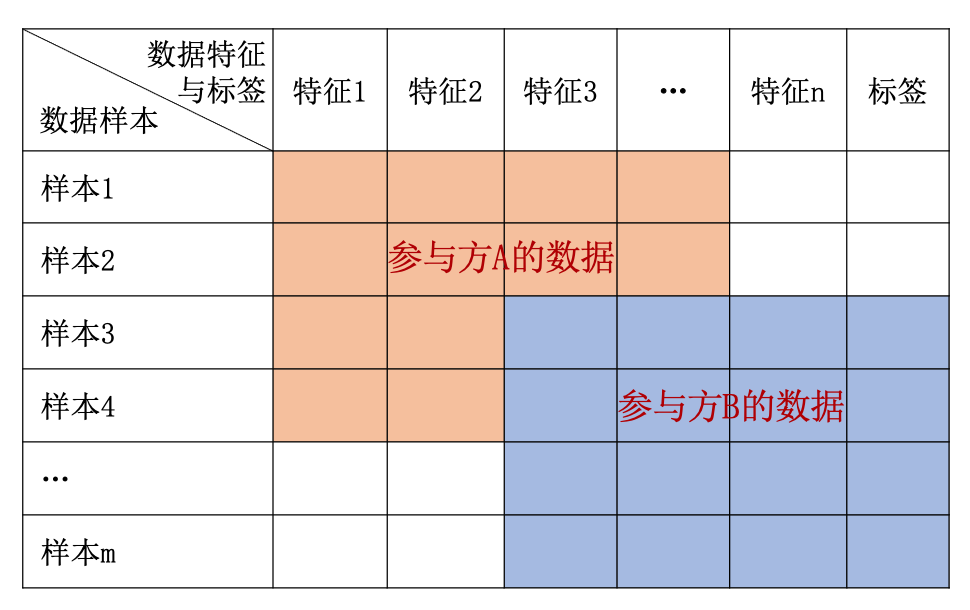 数据特征
与标签
数据样本
特征1
特征2
特征3
…
特征n
标签
样本1
样本2
参与方A的数据
样本3
样本4
参与方B的数据
…
样本m